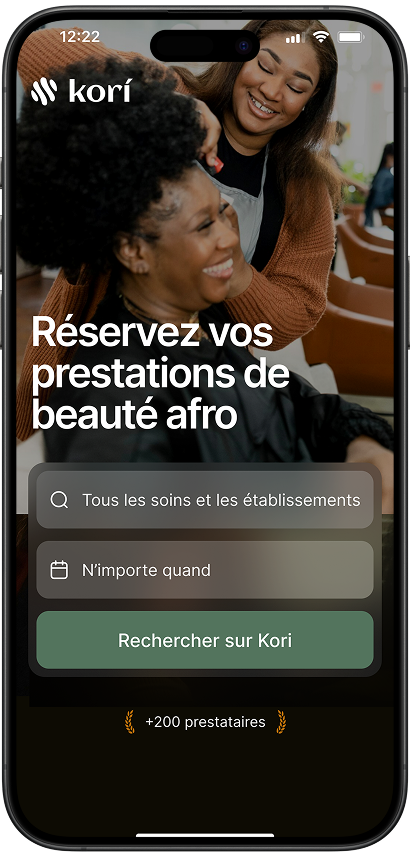 12:22
korí
Réservez vos
prestations de
beauté afro
Tous les soins et les établissements
N'importe quand
Rechercher sur Kori
+200 prestataires